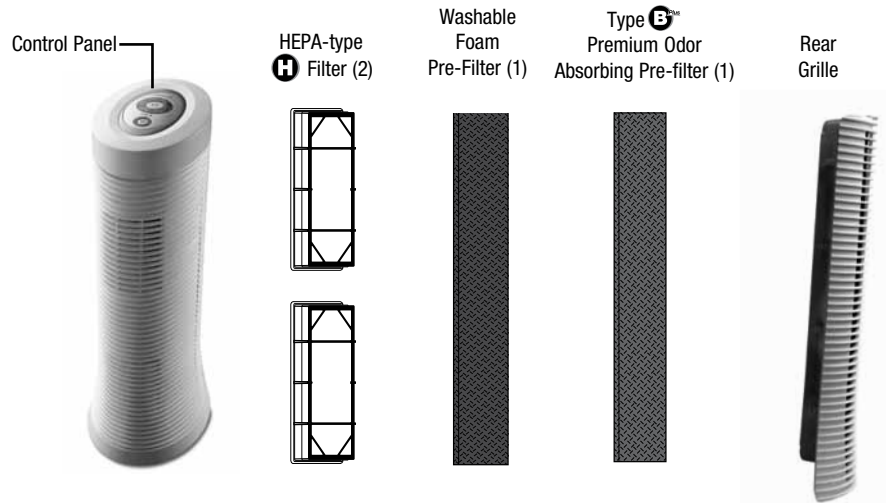 Control Panel
HEPA-type
H Filter (2)
Washable
Foam
Pre-Filter (1)
Type B Plus
Premium Odor
Absorbing Pre-filter (1)
Rear
Grille